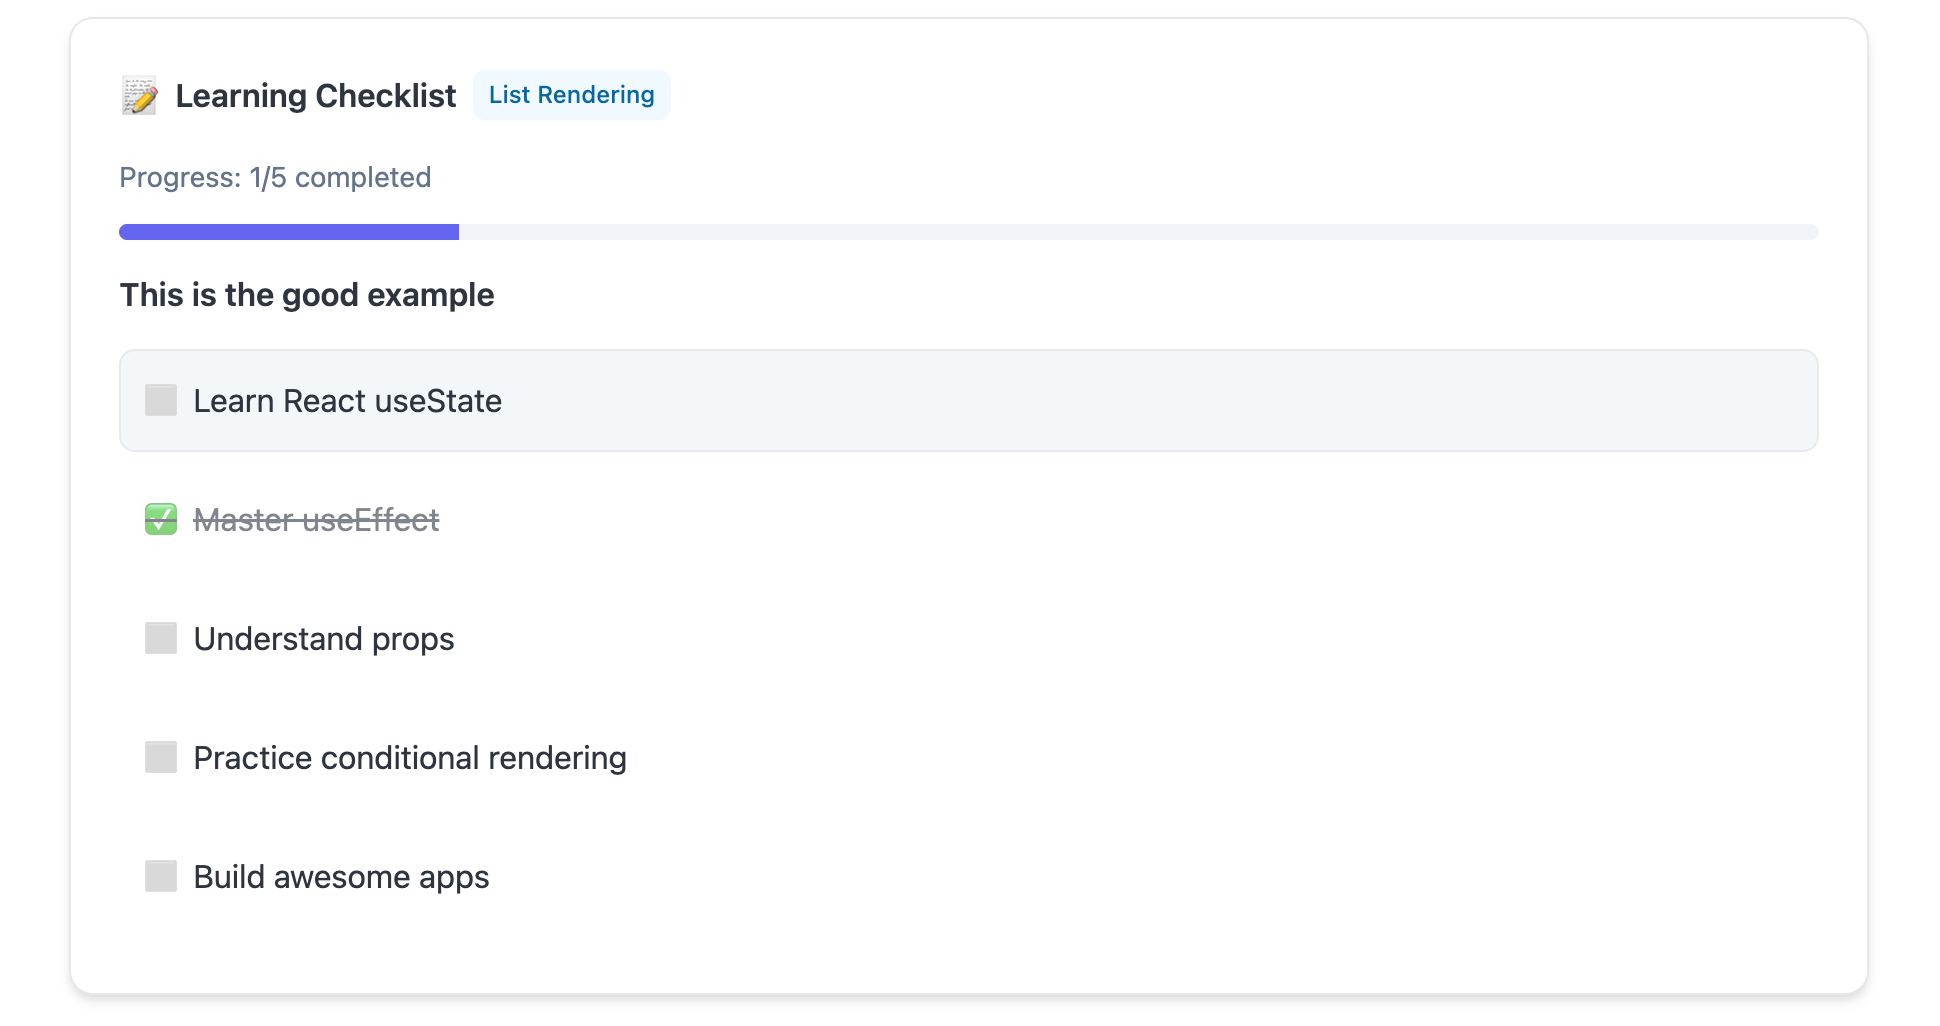 Learning Checklist List Rendering
Progress: 1/5 completed
This is the good example
Learn React useState
Master useEffect
Understand props
Practice conditional rendering
Build awesome apps